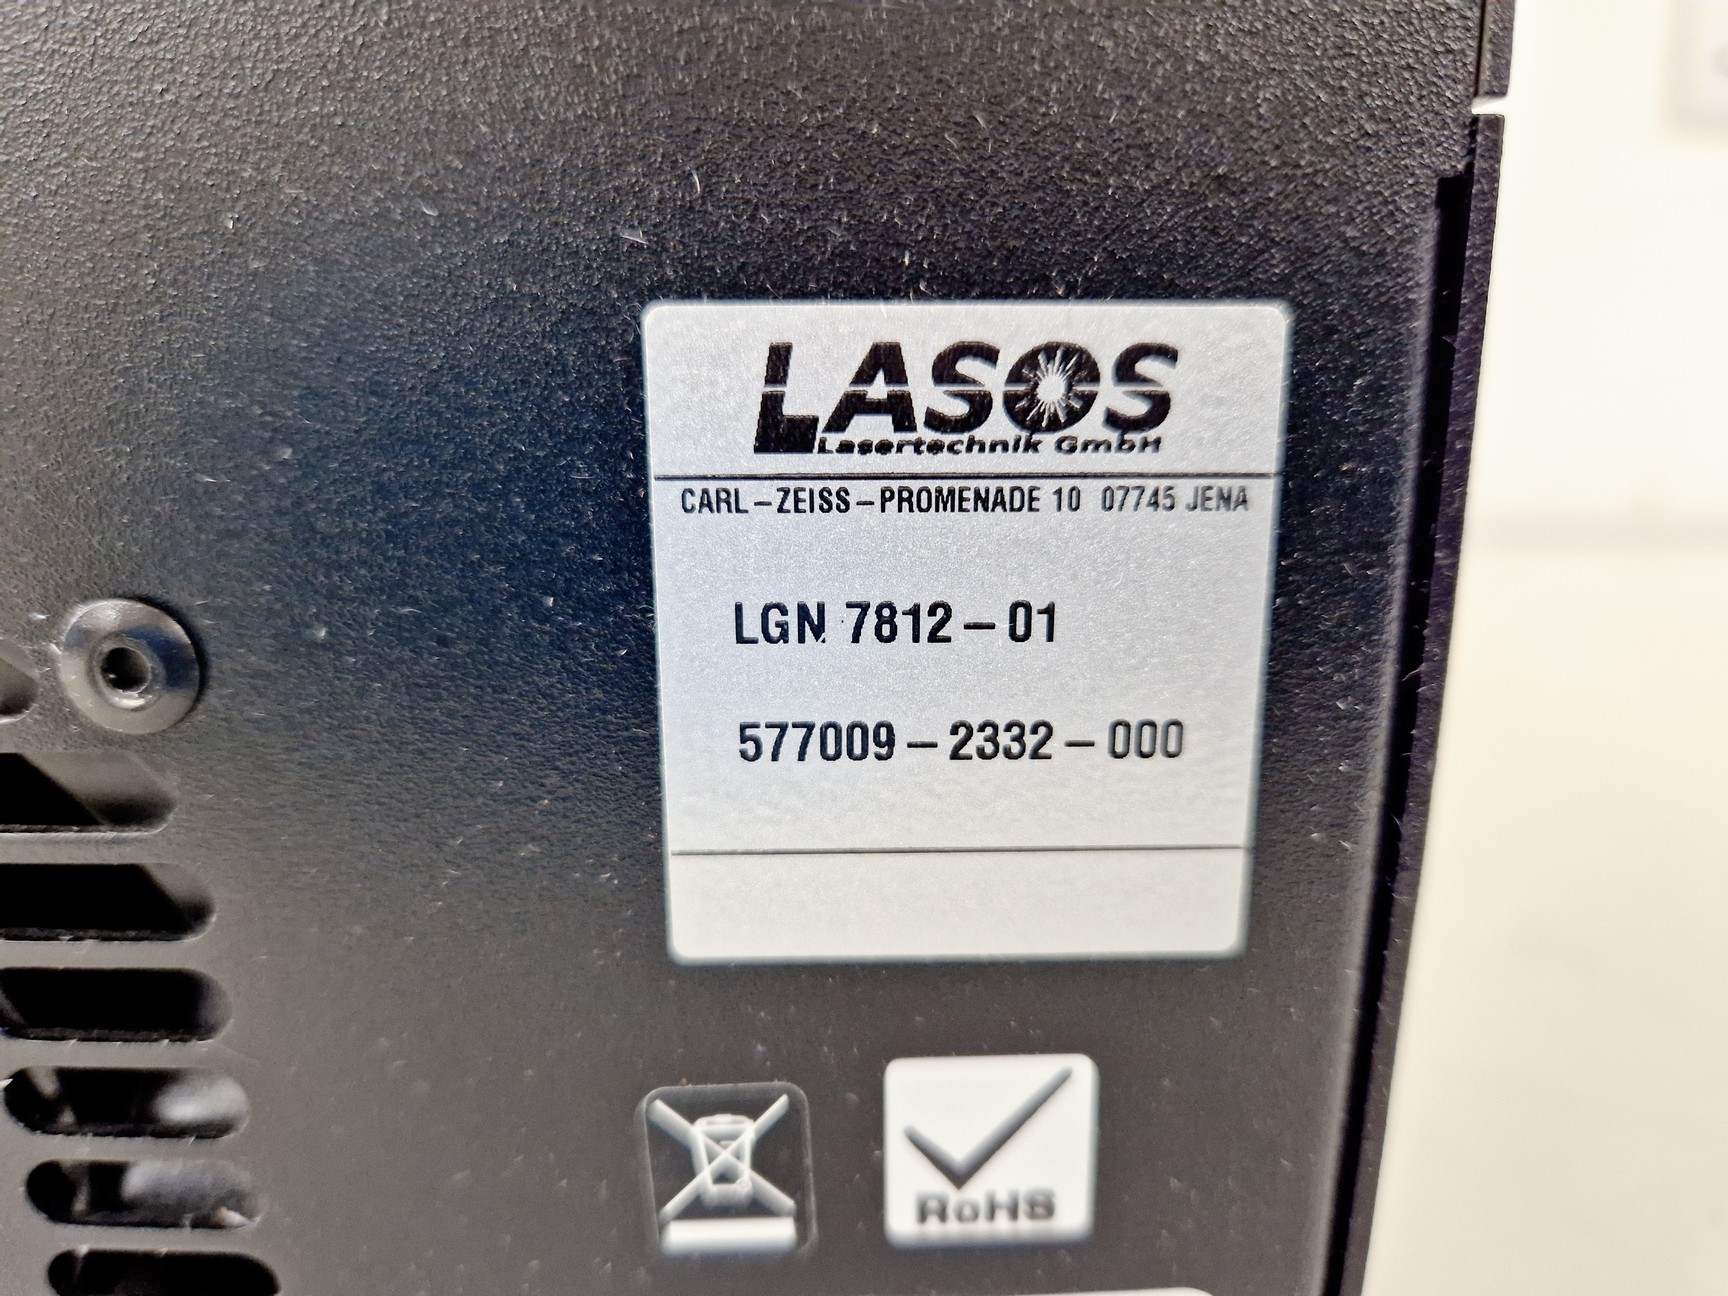 LASOS
Lasertechnik GmbH
CARL-ZEISS-PROMENADE 10 07745 JENA
LGN 7812-01
577009-2332-000
RoHS